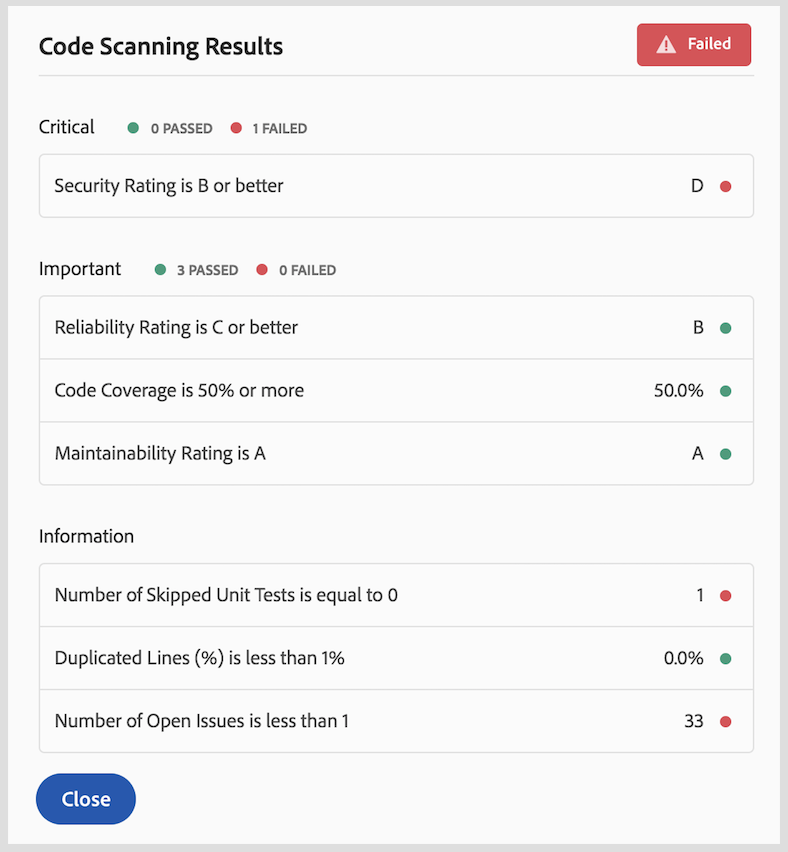 Code Scanning Results
Failed
Critical 0 PASSED 1 FAILED
Security Rating is B or better D
Important 3 PASSED 0 FAILED
Reliability Rating is C or better B
Code Coverage is 50% or more 50.0%
Maintainability Rating is A A
Information
Number of Skipped Unit Tests is equal to 0 1
Duplicated Lines (%) is less than 1% 0.0%
Number of Open Issues is less than 1 33
Close